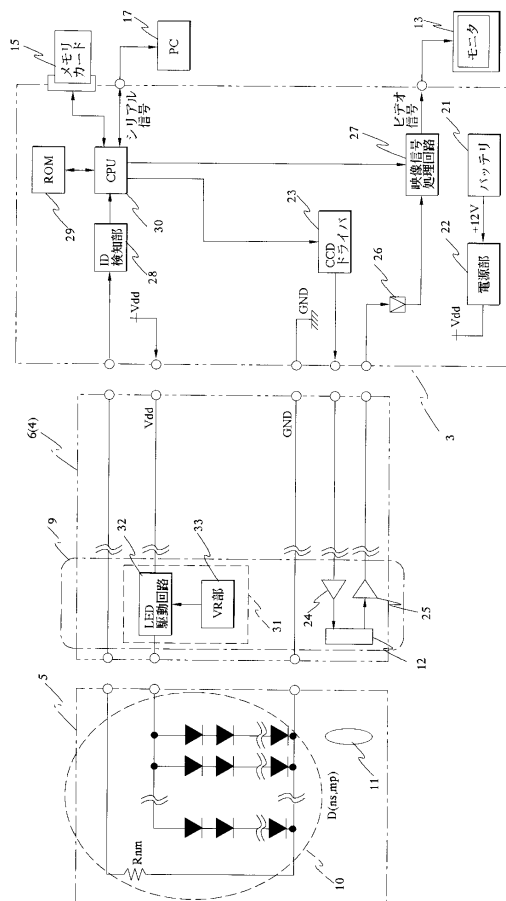 15
メモリ
カード
17
PC
シリアル
信号
13
モニタ
ビデオ
信号
ROM
29
CPU
30
ID
検知部
28
Vdd
23
CCD
ドライバ
27
映像信号
処理回路
26
GND
21
バッテリ
+12V
22
電源部
Vdd
3
6(4)
Vdd
GND
9
32
LED
駆動回路
33
VR部
31
24
25
12
5
Rnm
D(ns,mp)
10
11